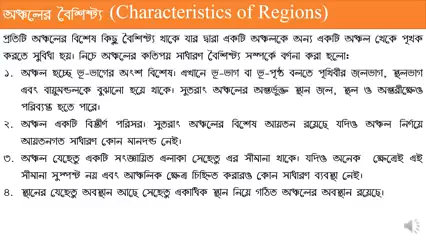 অঞ্চলের বৈশিষ্ট্য (Characteristics of Regions)
প্রতিটি অঞ্চলের বিশেষ কিছু বৈশিষ্ট্য থাকে যার দ্বারা একটি অঞ্চলকে অন্য একটি অঞ্চল থেকে পৃথক
করতে সুবিধা হয়। নিচে অঞ্চলের কতিপয় সাধারণ বৈশিষ্ট্য সম্পর্কে বর্ণনা করা হলো:
১. অঞ্চল হচ্ছে ভূ-ভাগের অংশ বিশেষ। এখানে ভূ-ভাগ বা ভূ-পৃষ্ঠ বলতে পৃথিবীর জলভাগ, স্থলভাগ
এবং বায়ুমন্ডলকে বুঝানো হয়ে থাকে। সুতরাং অঞ্চলের অন্তর্ভুক্ত স্থান জল, স্থল ও অন্তরীক্ষেও
পরিব্যপ্ত হতে পারে।
২. অঞ্চল একটি বিস্তীর্ণ পরিসর। সুতরাং অঞ্চলের বিশেষ আয়তন রয়েছে যদিও অঞ্চল নির্ণয়ে
আয়তনগত সাধারণ কোন মানদন্ড নেই।
৩. অঞ্চল যেহেতু একটি সংজ্ঞায়িত এলাকা সেহেতু এর সীমানা থাকে। যদিও অনেক ক্ষেত্রেই এই
সীমানা সুস্পষ্ট নয় এবং আঞ্চলিক ক্ষেত্র চিহ্নিত করারও কোন সাধারণ ব্যবস্থা নেই।
৪. স্থানের যেহেতু অবস্থান আছে সেহেতু একাধিক স্থান নিয়ে গঠিত অঞ্চলের অবস্থান রয়েছে।